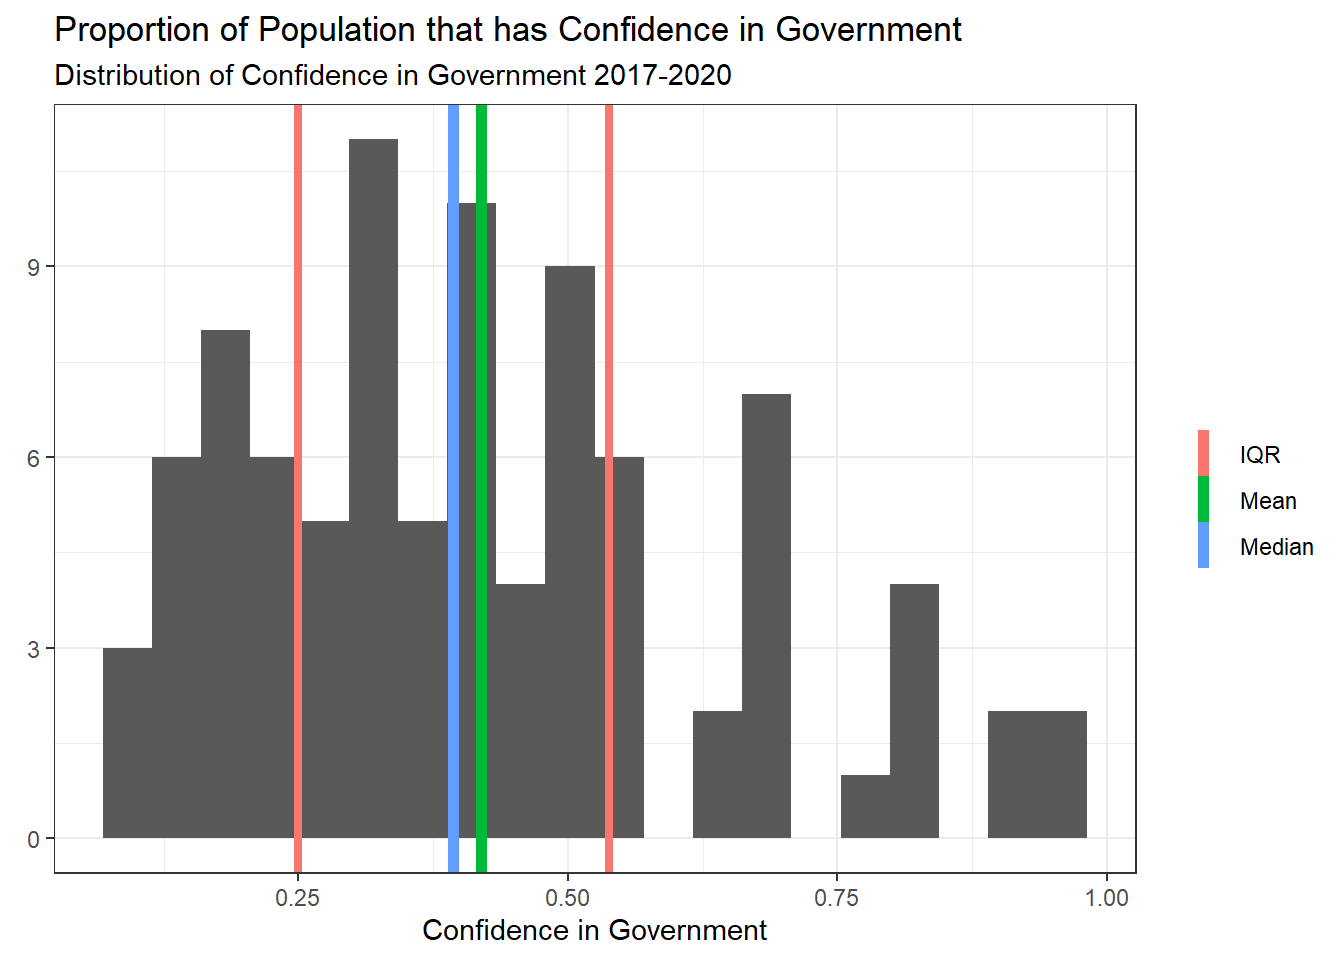 Proportion of Population that has Confidence in Government
Distribution of Confidence in Government 2017-2020
9
6
3
0
0.25 0.50 0.75 1.00
Confidence in Government
IQR
Mean
Median